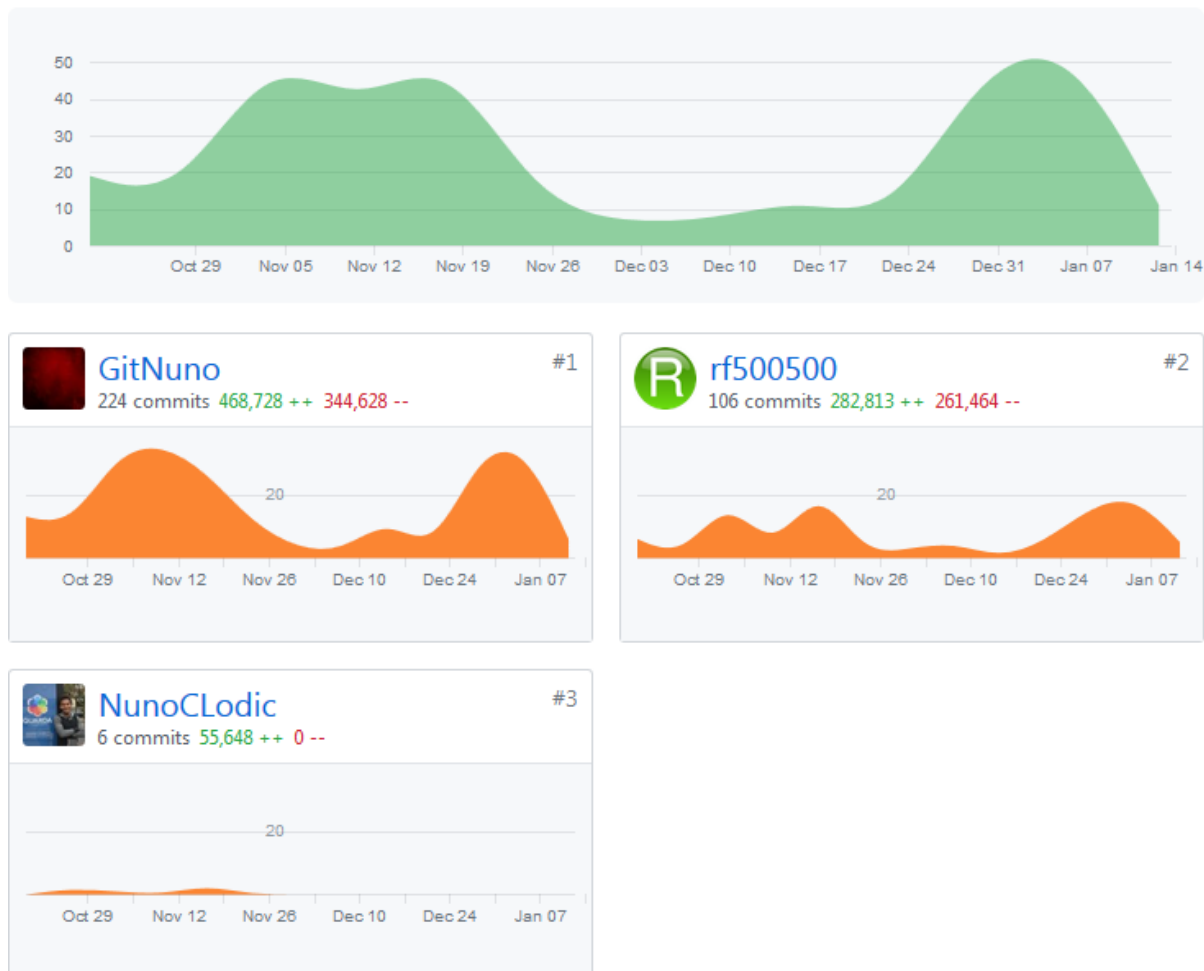 50
40
30
20
10
0
Oct 29 Nov 05 Nov 12 Nov 19 Nov 26 Dec 03 Dec 10 Dec 17 Dec 24 Dec 31 Jan 07 Jan 14
GitNuno #1
224 commits 468,728 ++ 344,628 --
20
Oct 29 Nov 12 Nov 26 Dec 10 Dec 24 Jan 07
R
rf500500 #2
106 commits 282,813 ++ 261,464 --
20
Oct 29 Nov 12 Nov 26 Dec 10 Dec 24 Jan 07
NunoCLodic #3
6 commits 55,648 ++ 0 --
20
Oct 29 Nov 12 Nov 26 Dec 10 Dec 24 Jan 07